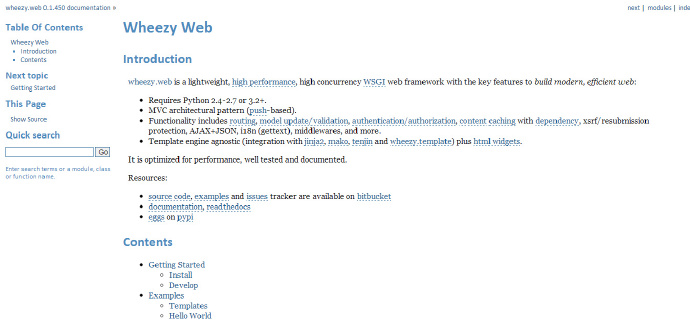 wheezy.web 0.1.450 documentation »
next | modules | inde
Table Of Contents
Wheezy Web
Introduction
Contents
Next topic
Getting Started
This Page
Show Source
Quick search
Go
Enter search terms or a module, class
or function name.
Wheezy Web
Introduction
wheezy.web is a lightweight, high performance, high concurrency WSGI web framework with the key features to build modern, efficient web:
Requires Python 2.4-2.7 or 3.2+.
MVC architectural pattern (push-based).
Functionality includes routing, model update/validation, authentication/authorization, content caching with dependency, xsrf/resubmission
protection, AJAX+JSON, i18n (gettext), middlewares, and more.
Template engine agnostic (integration with jinja2, mako, tenjin and wheezy.template) plus html widgets.
It is optimized for performance, well tested and documented.
Resources:
source code, examples and issues tracker are available on bitbucket
documentation, readthedocs
eggs on pypi
Contents
Getting Started
Install
Develop
Examples
Templates
Hello World